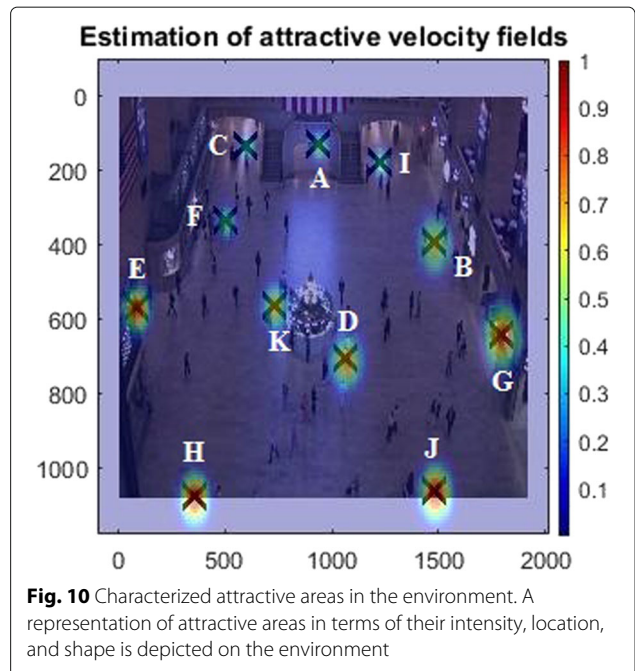 Estimation of attractive velocity fields
0
200
400
600
800
1000
0
500
1000
1500
2000
1
0.9
0.8
0.7
0.6
0.5
0.4
0.3
0.2
0.1
C
A
I
F
B
E
K
D
G
H
J
Fig. 10 Characterized attractive areas in the environment. A
representation of attractive areas in terms of their intensity, location,
and shape is depicted on the environment